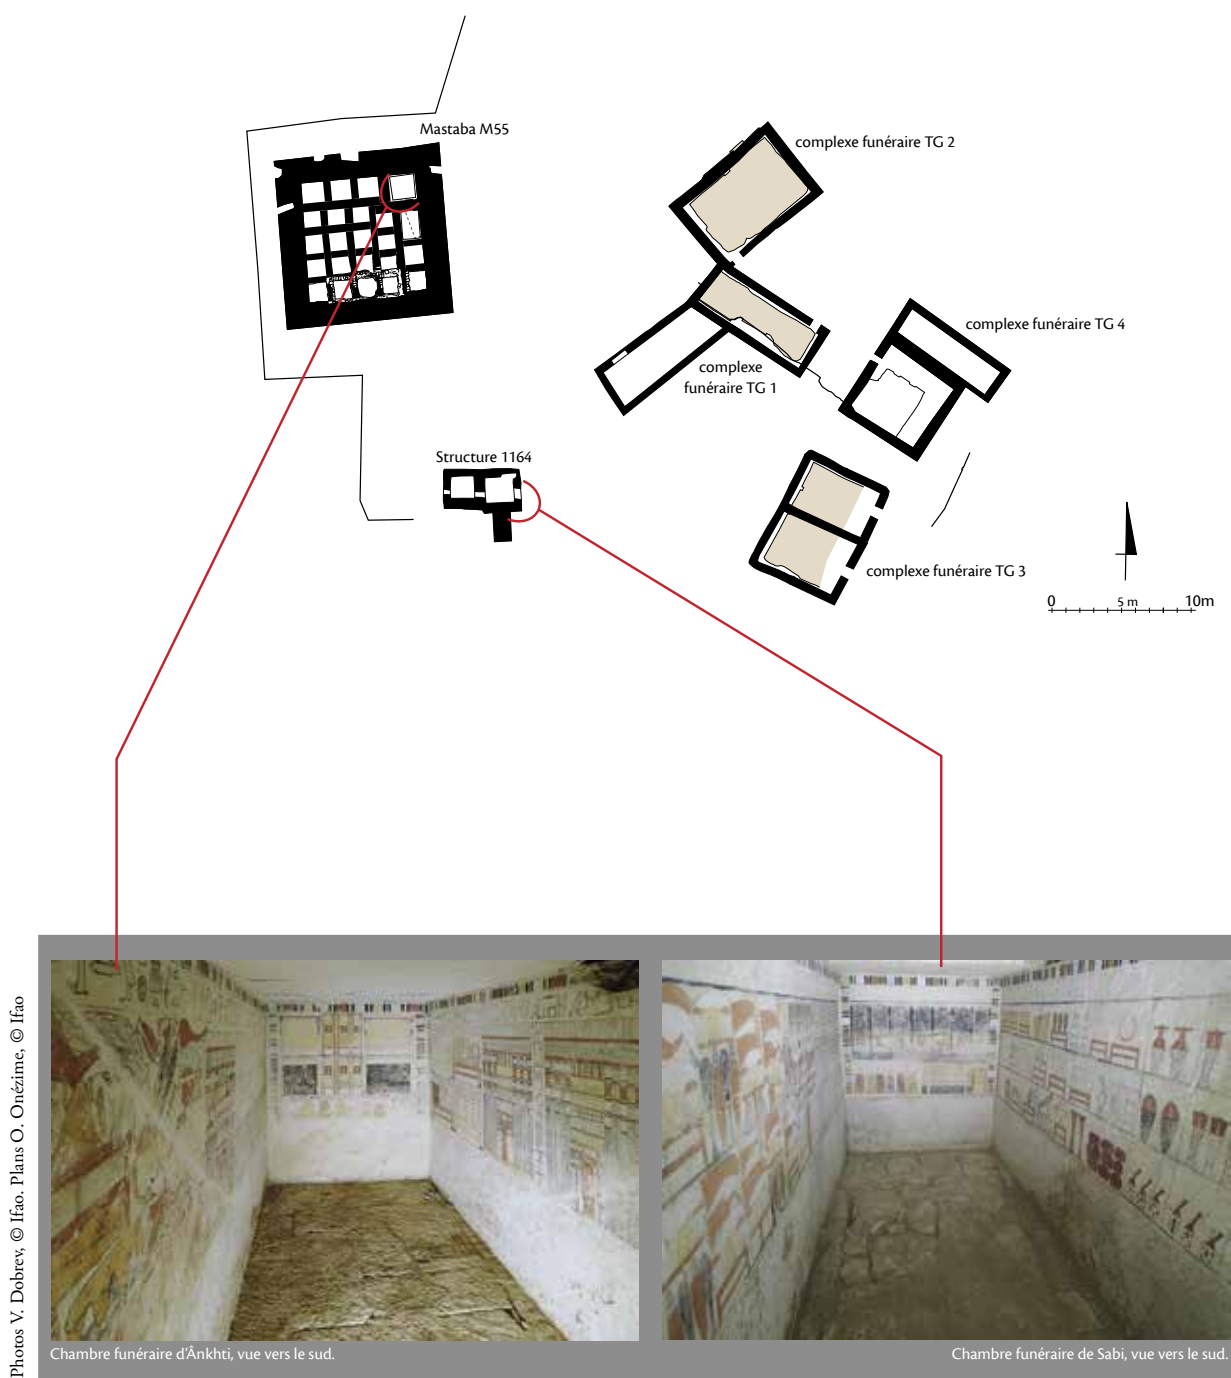 Mastaba M55
complexe funéraire TG 2
complexe funéraire TG 4
complexe
funéraire TG 1
Structure 1164
complexe funéraire TG 3
0 5 m 10m
Photos V. Dobrev, © Ifao. Plans O. Onézime, © Ifao
Chambre funéraire d'Ânkhti, vue vers le sud.
Chambre funéraire de Sabi, vue vers le sud.